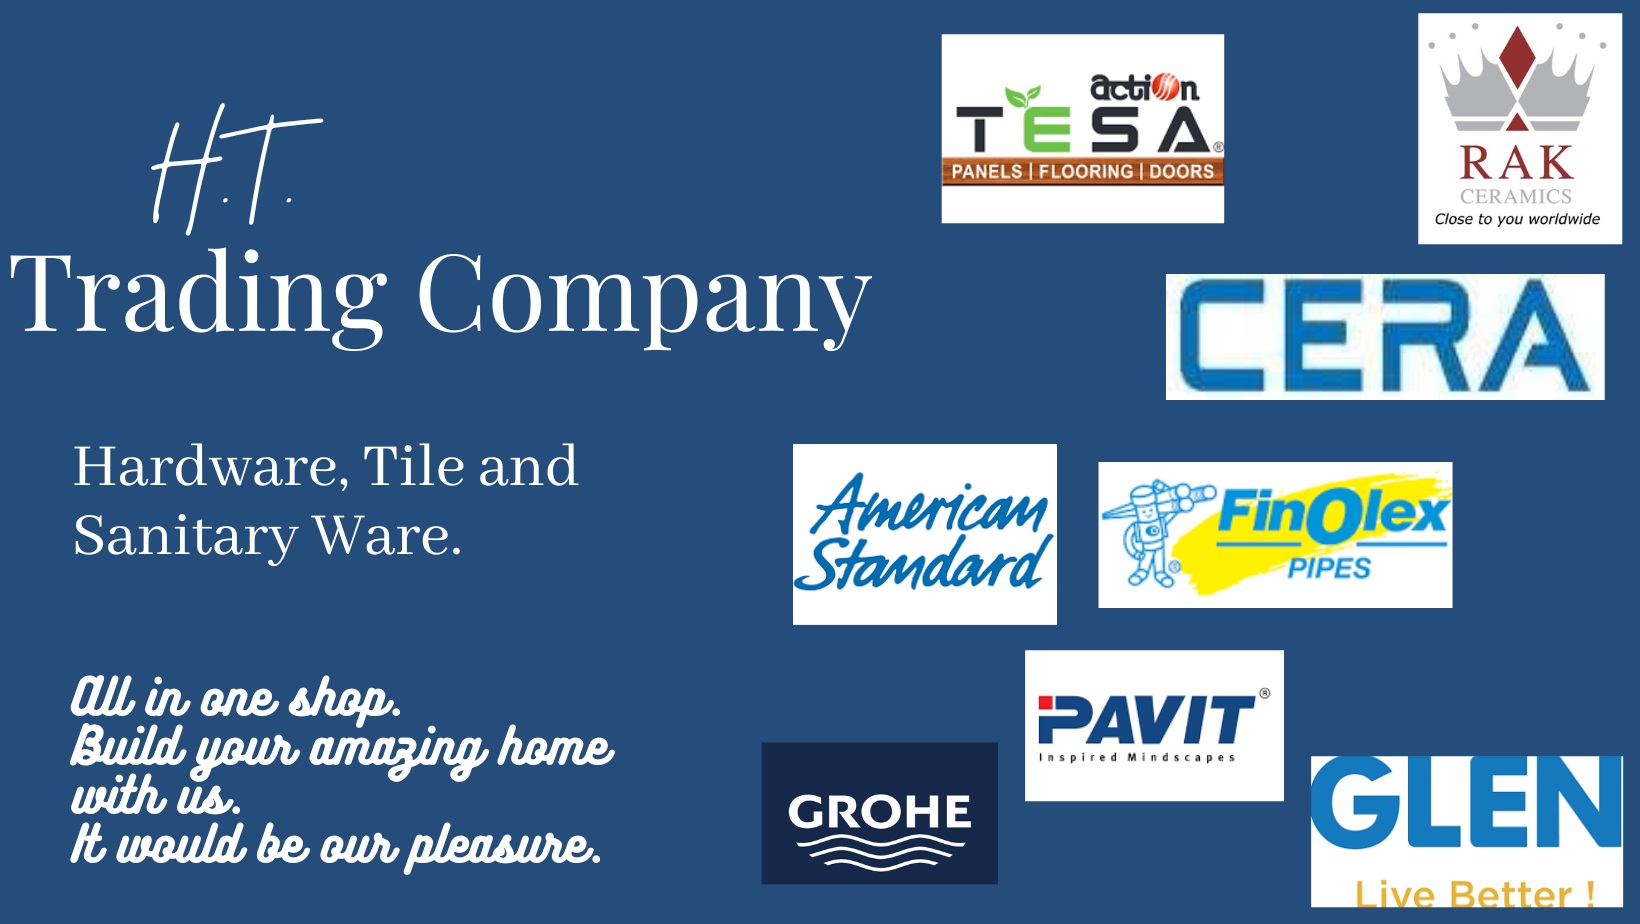 H.T.
Trading Company
Hardware, Tile and
Sanitary Ware.
All in one shop.
Build your amazing home
with us.
It would be our pleasure.
action
TESA®
PANELS | FLOORING | DOORS
RAK
CERAMICS
Close to you worldwide
CERA
American
Standard
FinOlex
PIPES
®
PAVIT®
Inspired Mindscapes
GROHE
GLEN
Live Better !